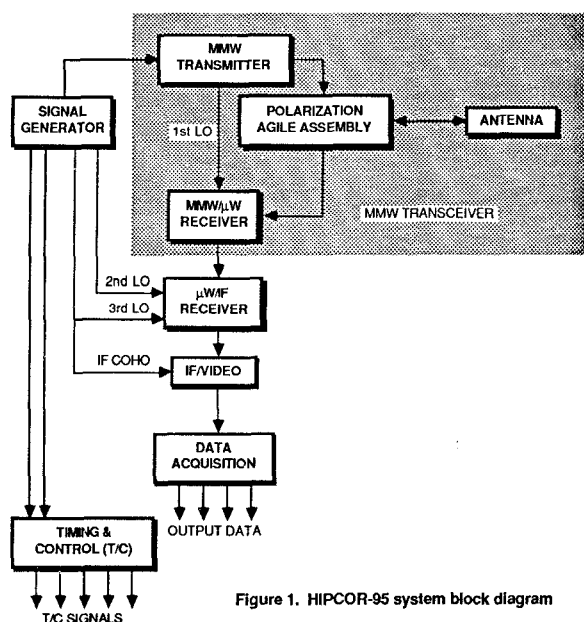 MMW
TRANSMITTER
SIGNAL
GENERATOR
POLARIZATION
AGILE ASSEMBLY
ANTENNA
1st LO
MMW/µW
RECEIVER
MMW TRANSCEIVER
2nd LO
µW/IF
RECEIVER
3rd LO
IF COHO
IF/VIDEO
DATA
ACQUISITION
OUTPUT DATA
TIMING &
CONTROL (T/C)
T/C SIGNALS
Figure 1. HIPCOR-95 system block diagram